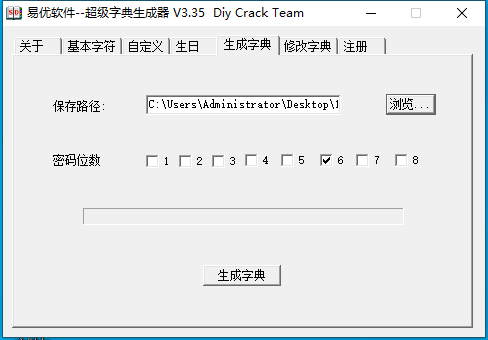 易优软件--超级字典生成器 V3.35 Diy Crack Team
关于 基本字符 自定义 生日 生成字典 修改字典 注册
保存路径: C:\Users\Administrator\Desktop\1 浏览...
密码位数 1 2 3 4 5 6 7 8
生成字典